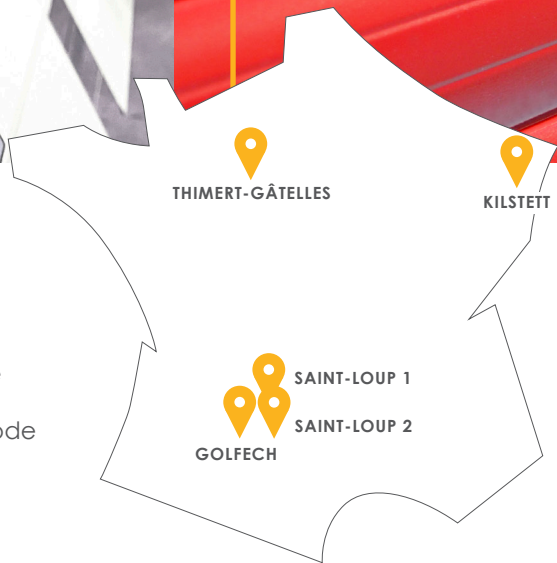 THIMERT-GÂTELLES
KILSTETT
SAINT-LOUP 1
SAINT-LOUP 2
GOLFECH